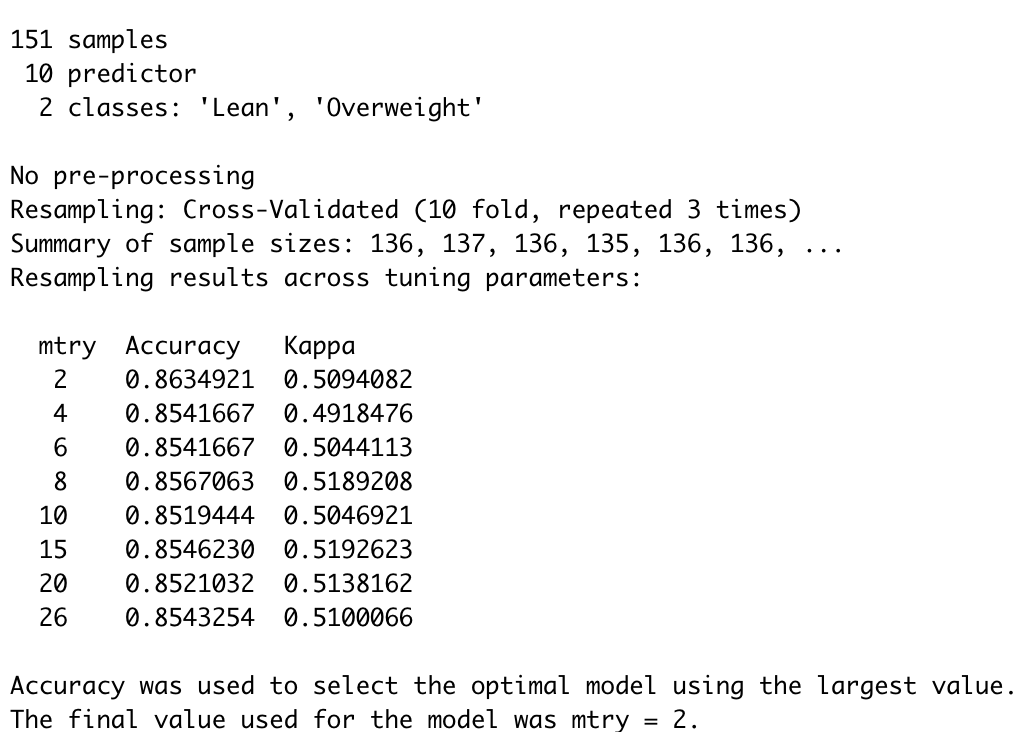 151 samples
 10 predictor
  2 classes: 'Lean', 'Overweight'

No pre-processing
Resampling: Cross-Validated (10 fold, repeated 3 times)
Summary of sample sizes: 136, 137, 136, 135, 136, 136, ...
Resampling results across tuning parameters:

  mtry  Accuracy   Kappa
   2    0.8634921  0.5094082
   4    0.8541667  0.4918476
   6    0.8541667  0.5044113
   8    0.8567063  0.5189208
  10    0.8519444  0.5046921
  15    0.8546230  0.5192623
  20    0.8521032  0.5138162
  26    0.8543254  0.5100066

Accuracy was used to select the optimal model using the largest value.
The final value used for the model was mtry = 2.